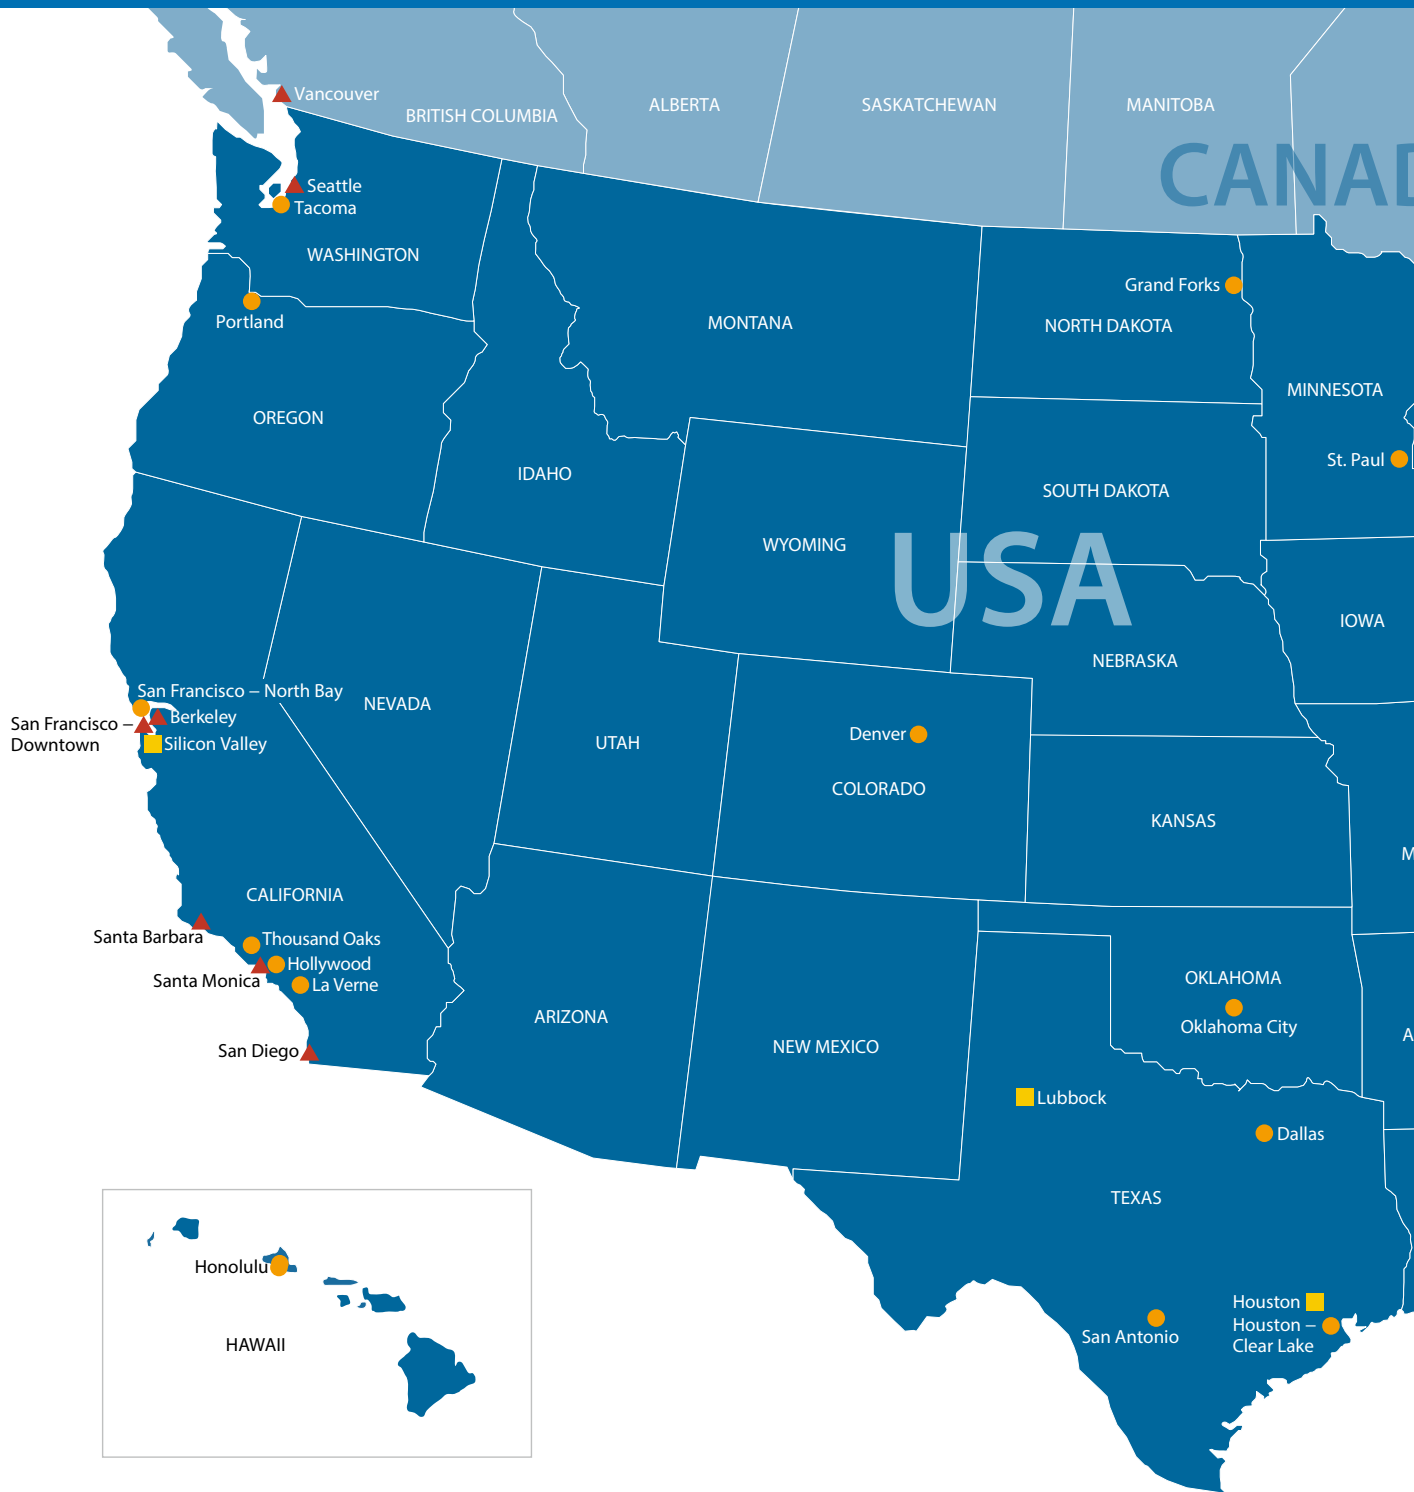 Vancouver
BRITISH COLUMBIA
ALBERTA
SASKATCHEWAN
MANITOBA
CANAD
Seattle
Tacoma
WASHINGTON
Portland
MONTANA
Grand Forks
NORTH DAKOTA
MINNESOTA
OREGON
IDAHO
St. Paul
SOUTH DAKOTA
WYOMING
USA
IOWA
NEBRASKA
San Francisco – North Bay
NEVADA
Berkeley
San Francisco –
Downtown
Silicon Valley
UTAH
Denver
COLORADO
KANSAS
M
CALIFORNIA
Santa Barbara
Thousand Oaks
Hollywood
Santa Monica
La Verne
OKLAHOMA
Oklahoma City
ARIZONA
NEW MEXICO
A
San Diego
Lubbock
Dallas
TEXAS
Honolulu
HAWAII
Houston
Houston –
Clear Lake
San Antonio